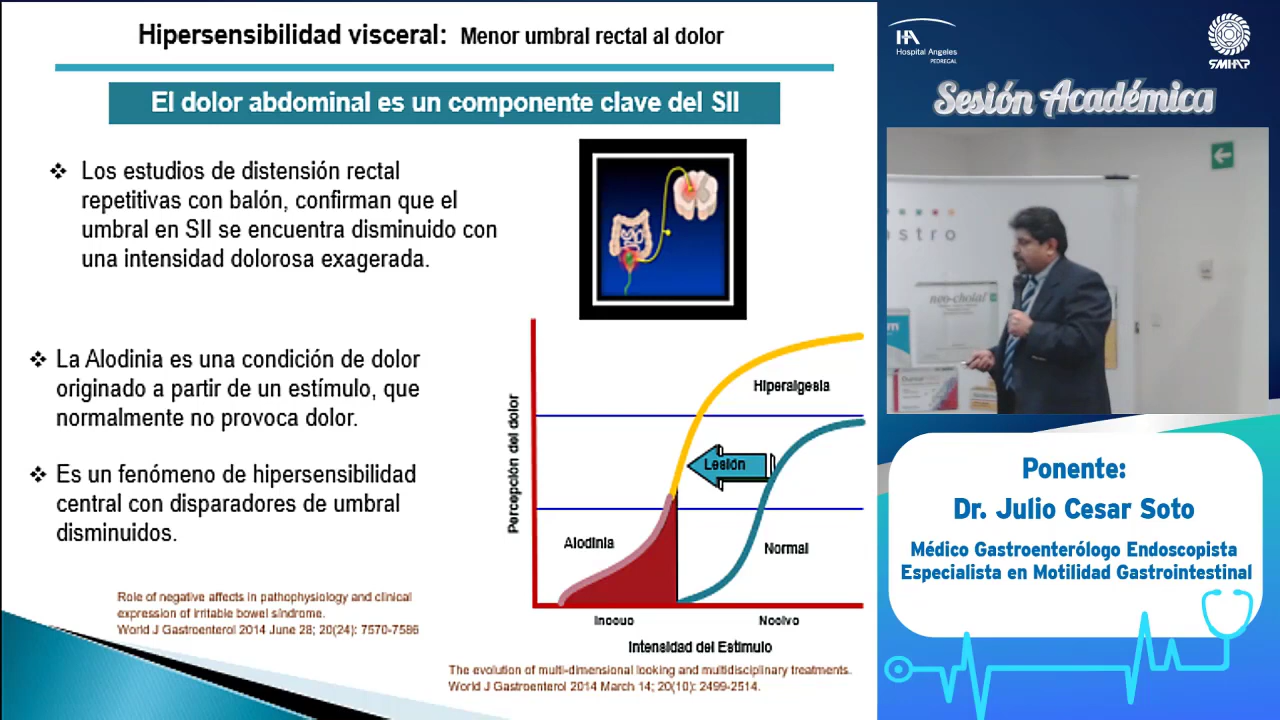 Hipersensibilidad visceral: Menor umbral rectal al dolor
El dolor abdominal es un componente clave del SII
❖ Los estudios de distensión rectal
repetitivas con balón, confirman que el
umbral en SII se encuentra disminuido con
una intensidad dolorosa exagerada.
❖ La Alodinia es una condición de dolor
originado a partir de un estímulo, que
normalmente no provoca dolor.
❖ Es un fenómeno de hipersensibilidad
central con disparadores de umbral
disminuidos.
Role of negative affects in pathophysiology and clinical
expression of irritable bowel síndrome.
World J Gastroenterol 2014 June 28; 20(24): 7570-7586
Percepción del dolor
Hiperalgesia
Lesión
Alodinia
Normal
Inocuo
Nocivo
Intensidad del Estímulo
The evolution of multi-dimensional looking and multidisciplinary treatments.
World J Gastroenterol 2014 March 14; 20(10): 2499-2514.
HA
Hospital Angeles
PEDREGAL
SMHAP
Sesión Académica
stro
neo-cholal
Ponente:
Dr. Julio Cesar Soto
Médico Gastroenterólogo Endoscopista
Especialista en Motilidad Gastrointestinal